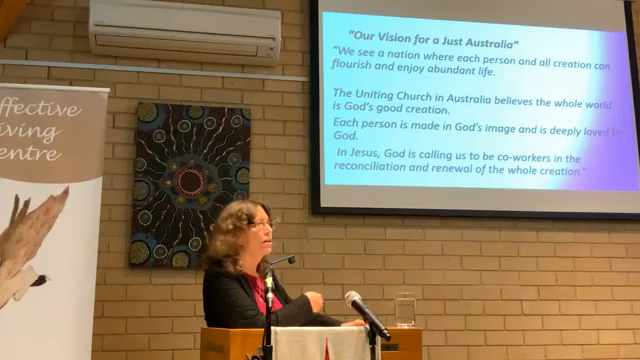 "Our Vision for a Just Australia"
"We see a nation where each person and all creation can
flourish and enjoy abundant life.
The Uniting Church in Australia believes the whole world
is God's good creation.
Each person is made in God's image and is deeply loved by
God.
In Jesus, God is calling us to be co-workers in the
reconciliation and renewal of the whole creation."
ffective
iving
entre